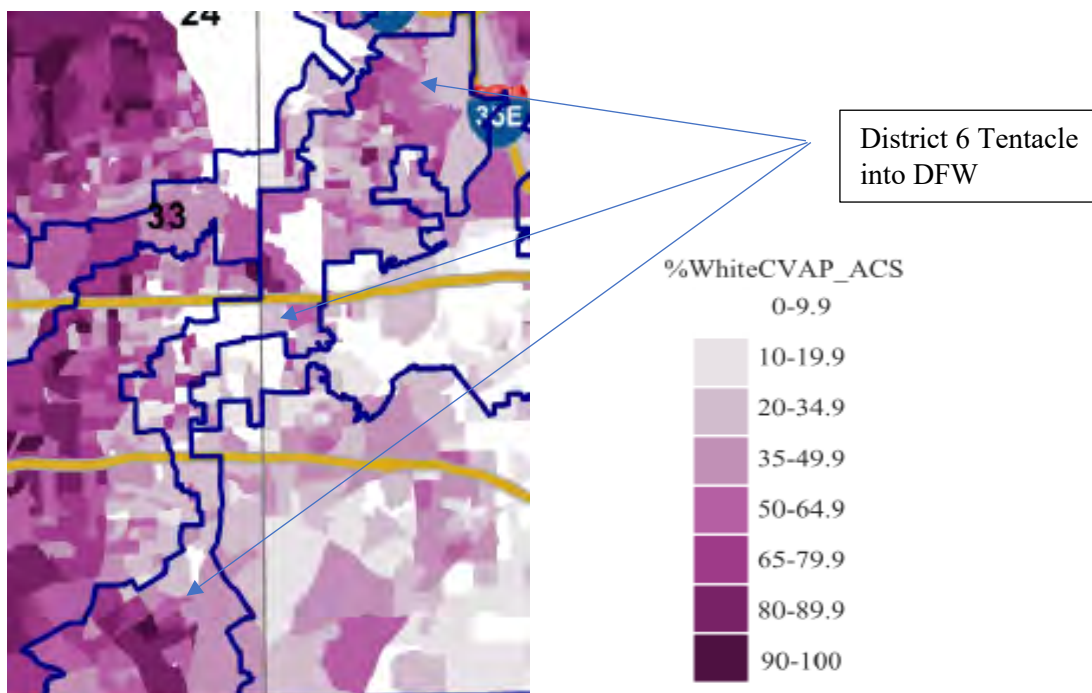 24
35E
33
District 6 Tentacle
into DFW
%WhiteCVAP_ACS
0-9.9
10-19.9
20-34.9
35-49.9
50-64.9
65-79.9
80-89.9
90-100